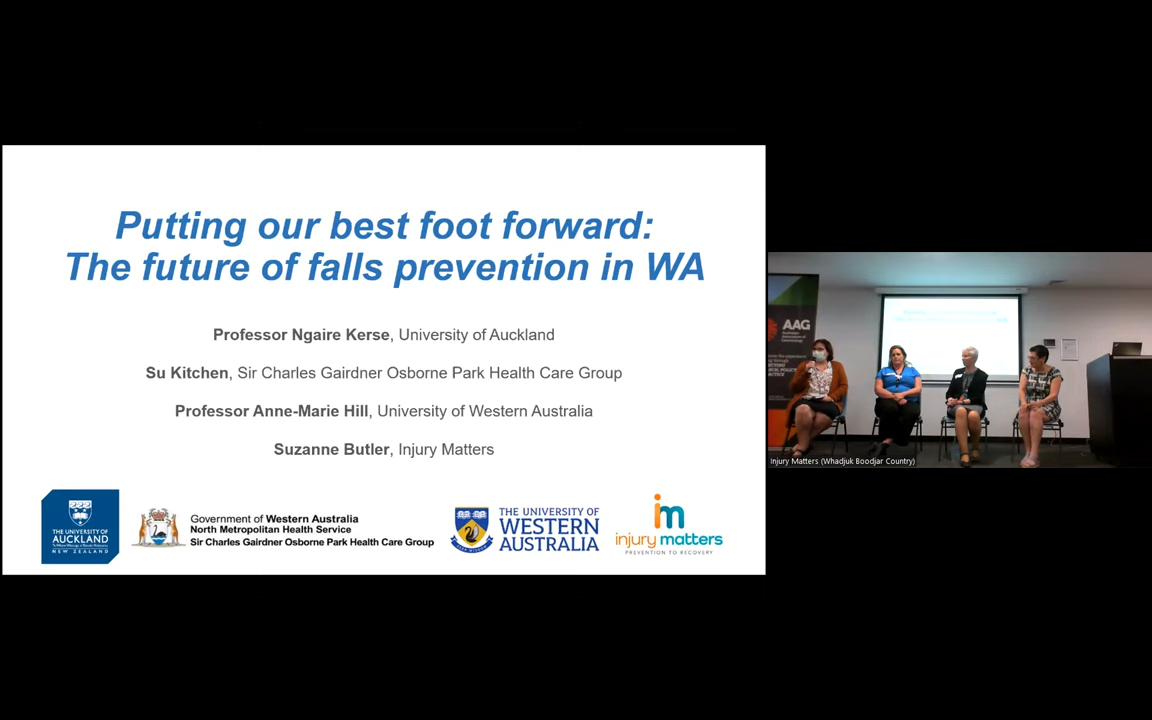 Putting our best foot forward:
The future of falls prevention in WA
Professor Ngaire Kerse, University of Auckland
Su Kitchen, Sir Charles Gairdner Osborne Park Health Care Group
Professor Anne-Marie Hill, University of Western Australia
Suzanne Butler, Injury Matters
THE UNIVERSITY OF
AUCKLAND
NEW ZEALAND
Government of Western Australia
North Metropolitan Health Service
Sir Charles Gairdner Osborne Park Health Care Group
THE UNIVERSITY OF
WESTERN
AUSTRALIA
im
injury matters
PREVENTION TO RECOVERY
AAG
Injury Matters (Whadjuk Boodjar Country)